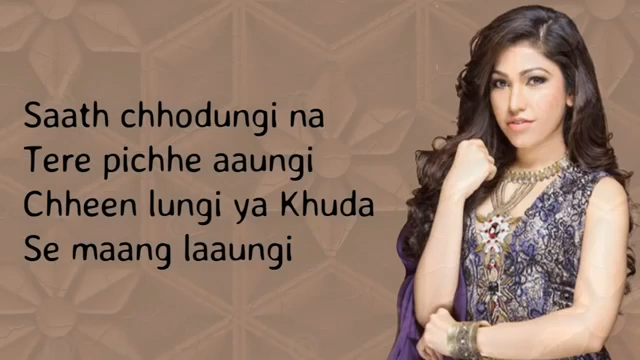 Saath chhodungi na
Tere pichhe aaungi
Chheen lungi ya Khuda
Se maang laaungi